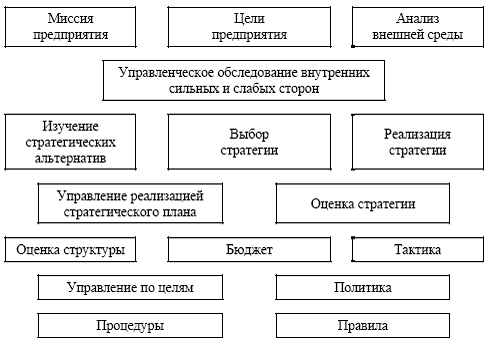 Миссия
предприятия
Цели
предприятия
Анализ
внешней среды
Управленческое обследование внутренних
сильных и слабых сторон
Изучение
стратегических
альтернатив
Выбор
стратегии
Реализация
стратегии
Управление реализацией
стратегического плана
Оценка стратегии
Оценка структуры
Бюджет
Тактика
Управление по целям
Политика
Процедуры
Правила